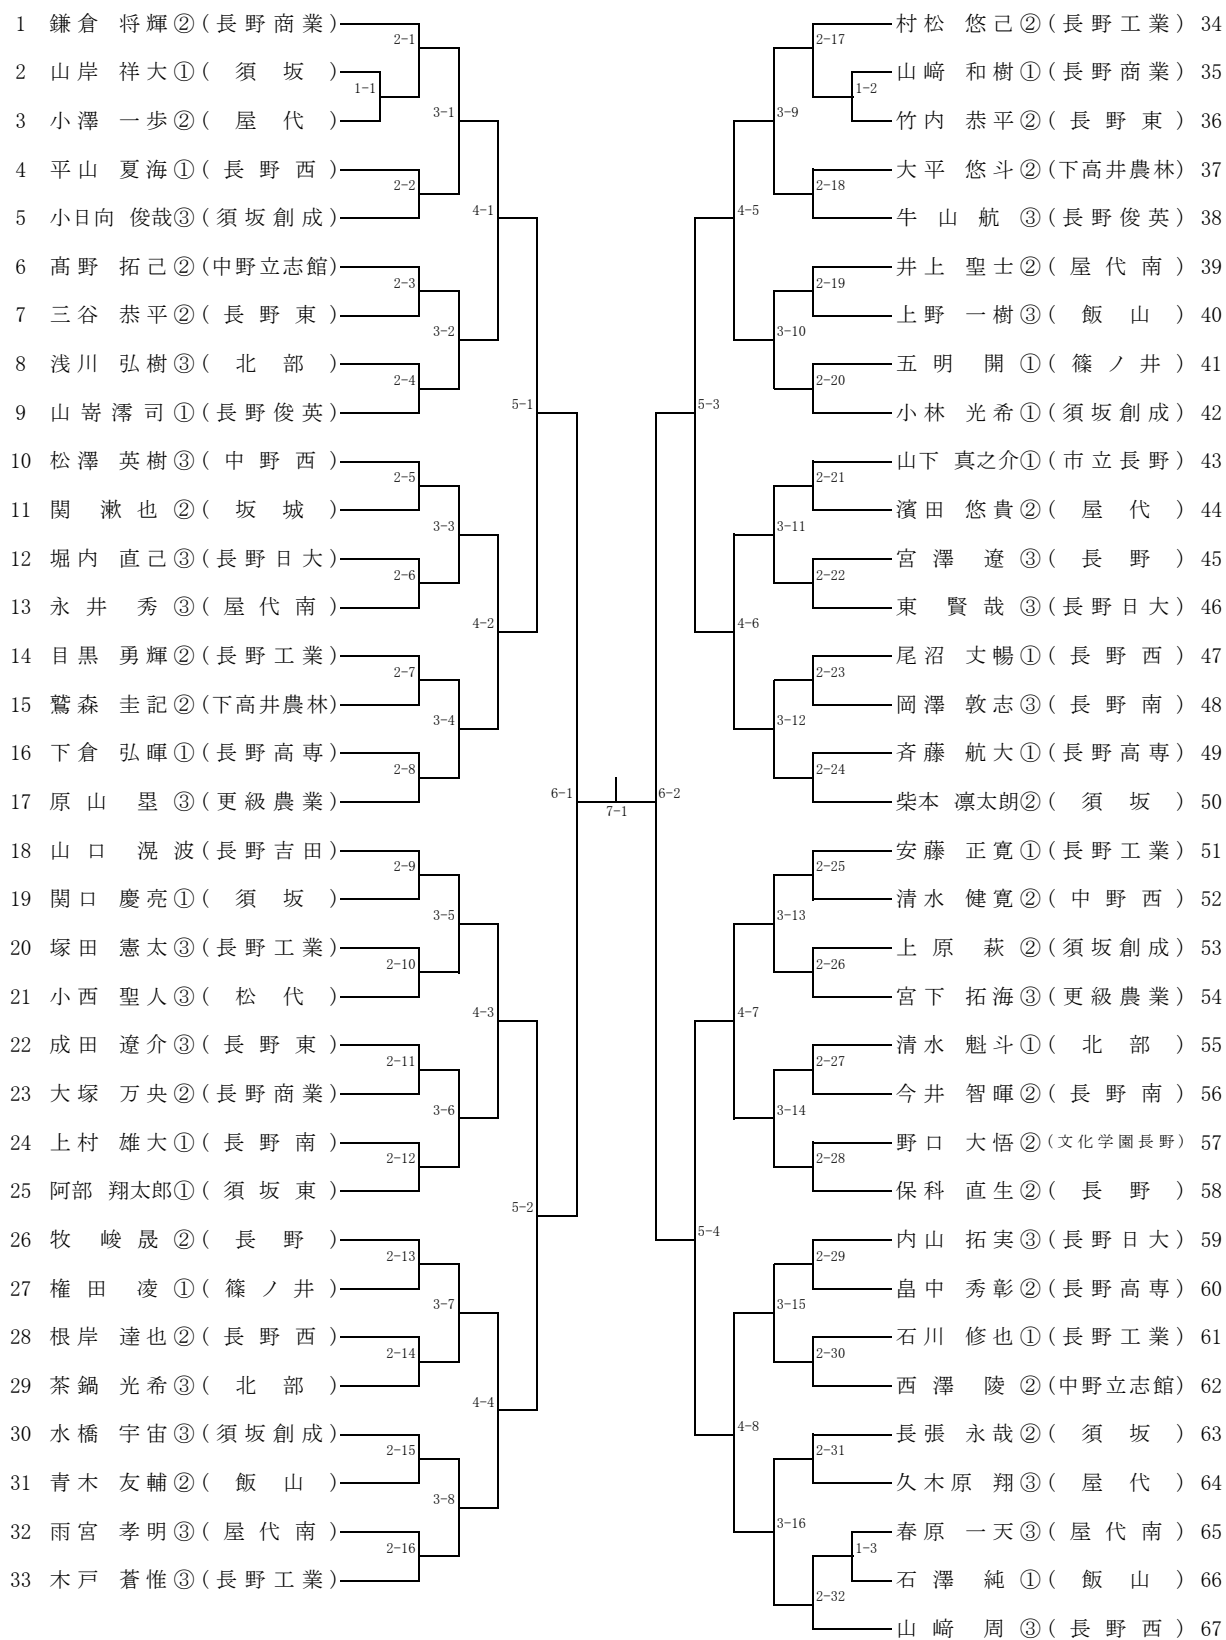 1 鎌倉 将輝②(長野商業)
2 山岸 祥大①(須坂)
3 小澤 一歩②(屋代)
4 平山 夏海①(長野西)
5 小日向 俊哉③(須坂創成)
6 髙野 拓己②(中野立志館)
7 三谷 恭平②(長野東)
8 浅川 弘樹③(北部)
9 山嵜澪司①(長野俊英)
10 松澤 英樹③(中野西)
11 関 漱也②(坂城)
12 堀内 直己③(長野日大)
13 永井 秀③(屋代南)
14 目黒 勇輝②(長野工業)
15 鷲森 圭記②(下高井農林)
16 下倉 弘暉①(長野高専)
17 原山 塁③(更級農業)
18 山口 滉波(長野吉田)
19 関口 慶亮①(須坂)
20 塚田 憲太③(長野工業)
21 小西 聖人③(松代)
22 成田 遼介③(長野東)
23 大塚 万央②(長野商業)
24 上村 雄大①(長野南)
25 阿部 翔太郎①(須坂東)
26 牧 峻晟②(長野)
27 権田 凌①(篠ノ井)
28 根岸 達也②(長野西)
29 茶鍋 光希③(北部)
30 水橋 宇宙③(須坂創成)
31 青木 友輔②(飯山)
32 雨宮 孝明③(屋代南)
33 木戸 蒼惟③(長野工業)
2-1
1-1
3-1
2-2
4-1
2-3
3-2
2-4
5-1
2-5
3-3
2-6
4-2
2-7
3-4
2-8
6-1
2-9
3-5
2-10
4-3
2-11
3-6
2-12
5-2
2-13
3-7
2-14
4-4
2-15
3-8
2-16
7-1
村松 悠己②(長野工業) 34
山﨑 和樹①(長野商業) 35
竹内 恭平②(長野東) 36
大平 悠斗②(下高井農林) 37
牛山航③(長野俊英) 38
井上 聖士②(屋代南) 39
上野 一樹③(飯山) 40
五明 開①(篠ノ井) 41
小林 光希①(須坂創成) 42
山下 真之介①(市立長野) 43
濱田 悠貴②(屋代) 44
宮澤 遼③(長野) 45
東 賢哉③(長野日大) 46
尾沼 丈暢①(長野西) 47
岡澤 敦志③(長野南) 48
斉藤 航大①(長野高専) 49
柴本 凛太朗②(須坂) 50
安藤 正寛①(長野工業) 51
清水 健寛②(中野西) 52
上原 萩②(須坂創成) 53
宮下 拓海③(更級農業) 54
清水 魁斗①(北部) 55
今井 智暉②(長野南) 56
野口 大悟②(文化学園長野) 57
保科 直生②(長野) 58
内山 拓実③(長野日大) 59
畠中 秀彰②(長野高専) 60
石川 修也①(長野工業) 61
西澤 陵②(中野立志館) 62
長張 永哉②(須坂) 63
久木原 翔③(屋代) 64
春原 一天③(屋代南) 65
石澤 純①(飯山) 66
山﨑 周③(長野西) 67
2-17
1-2
3-9
2-18
4-5
2-19
3-10
2-20
5-3
2-21
3-11
2-22
4-6
2-23
3-12
2-24
6-2
2-25
3-13
2-26
4-7
2-27
3-14
2-28
5-4
2-29
3-15
2-30
4-8
2-31
3-16
1-3
2-32